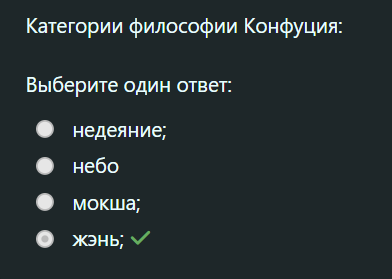 Категории философии Конфуция:
Выберите один ответ:
недеяние;
небо
мокша;
жэнь;